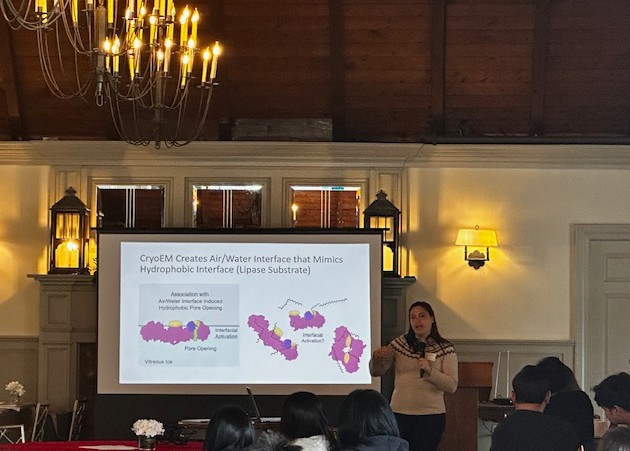 CryoEM Creates Air/Water Interface that Mimics
Hydrophobic Interface (Lipase Substrate)
Association with
Air/Water Interface Induced
Hydrophobic Pore Opening
Interfacial
Activation
Pore Opening
Vitreous Ice
Interfacial
Activation?